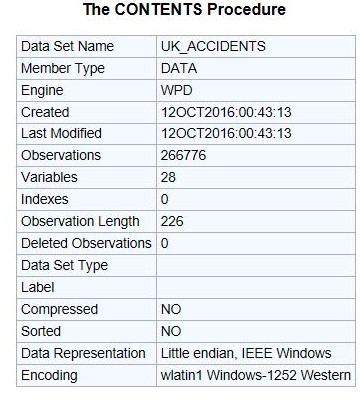 The CONTENTS Procedure
Data Set Name UK_ACCIDENTS
Member Type DATA
Engine WPD
Created 12OCT2016:00:43:13
Last Modified 12OCT2016:00:43:13
Observations 266776
Variables 28
Indexes 0
Observation Length 226
Deleted Observations 0
Data Set Type
Label
Compressed NO
Sorted NO
Data Representation Little endian, IEEE Windows
Encoding wlatin1 Windows-1252 Western